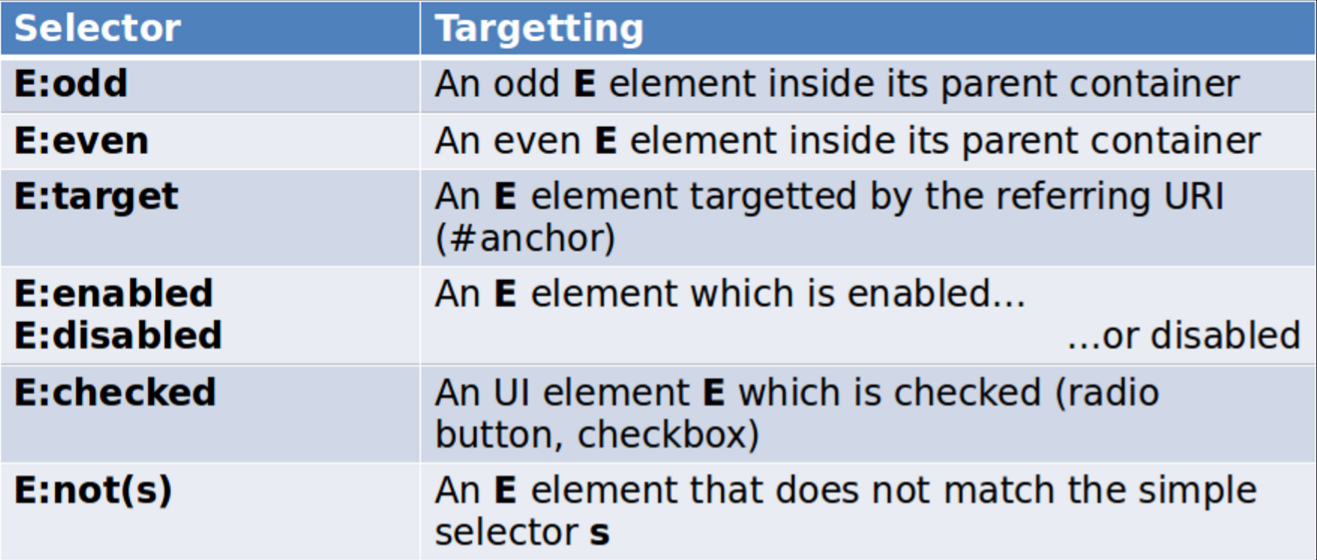 Selector Targetting
E:odd An odd E element inside its parent container
E:even An even E element inside its parent container
E:target An E element targetted by the referring URI
(#anchor)
E:enabled An E element which is enabled...
E:disabled ...or disabled
E:checked An UI element E which is checked (radio
button, checkbox)
E:not(s) An E element that does not match the simple
selector s